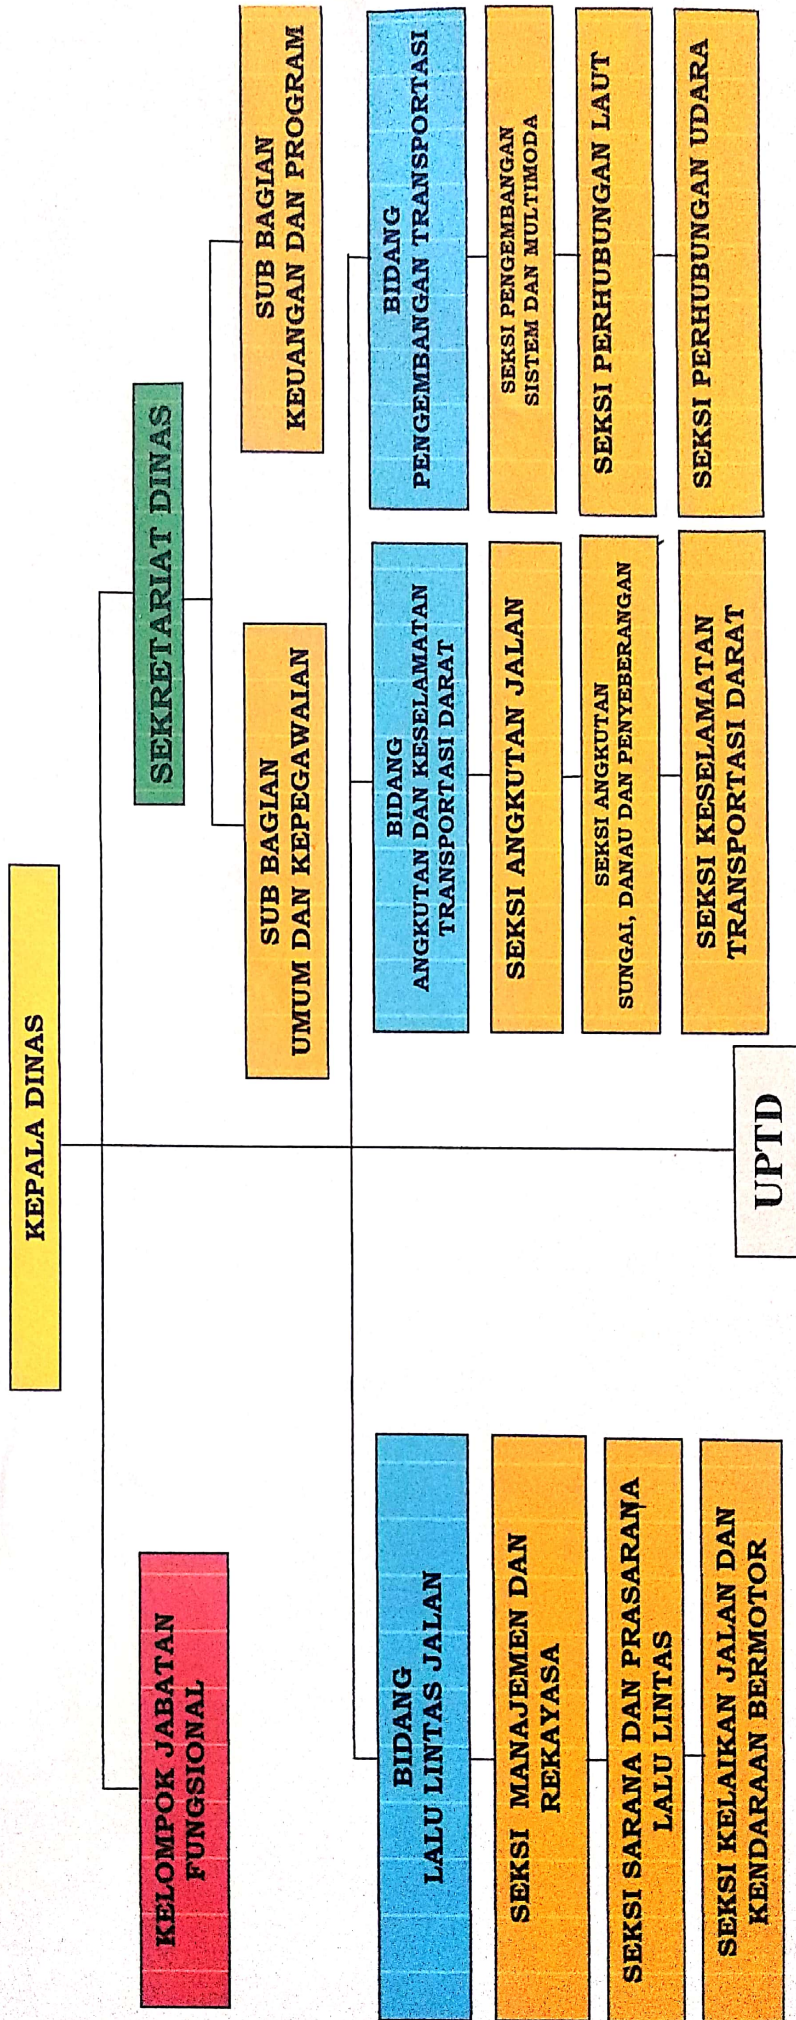 KEPALA DINAS
KELOMPOK JABATAN
FUNGSIONAL
SEKRETARIAT DINAS
SUB BAGIAN
UMUM DAN KEPEGAWAIAN
SUB BAGIAN
KEUANGAN DAN PROGRAM
BIDANG
LALU LINTAS JALAN
SEKSI MANAJEMEN DAN
REKAYASA
SEKSI SARANA DAN PRASARANA
LALU LINTAS
SEKSI KELAIKAN JALAN DAN
KENDARAAN BERMOTOR
BIDANG
ANGKUTAN DAN KESELAMATAN
TRANSPORTASI DARAT
SEKSI ANGKUTAN JALAN
SEKSI ANGKUTAN
SUNGAI, DANAU DAN PENYEBERANGAN
SEKSI KESELAMATAN
TRANSPORTASI DARAT
BIDANG
PENGEMBANGAN TRANSPORTASI
SEKSI PENGEMBANGAN
SISTEM DAN MULTIMODA
SEKSI PERHUBUNGAN LAUT
SEKSI PERHUBUNGAN UDARA
UPTD